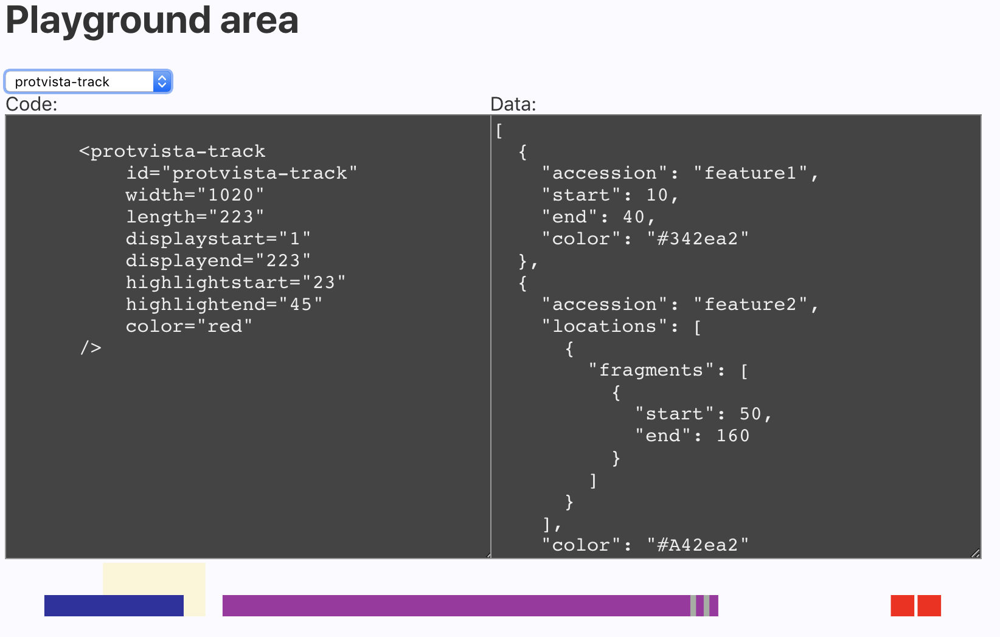 Playground area
protvista-track
Code:
<protvista-track
id="protvista-track"
width="1020"
length="223"
displaystart="1"
displayend="223"
highlightstart="23"
highlightend="45"
color="red"
/>
Data:
[
{
"accession": "feature1",
"start": 10,
"end": 40,
"color": "#342ea2"
},
{
"accession": "feature2",
"locations": [
{
"fragments": [
{
"start": 50,
"end": 160
}
]
}
],
"color": "#A42ea2"